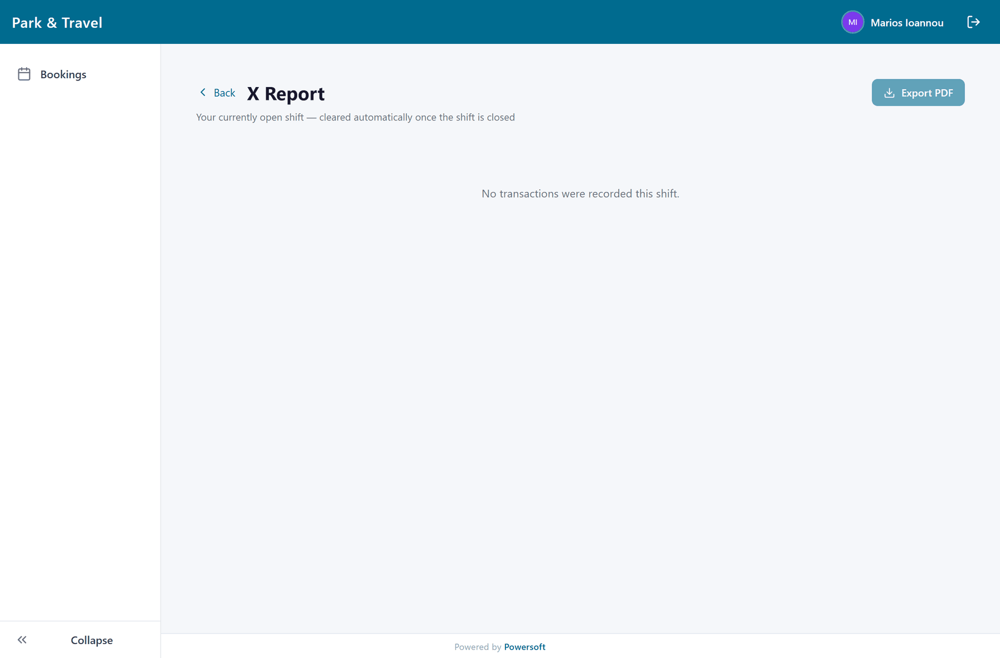 Park & Travel
MI
Marios Ioannou
Bookings
Back
X Report
Export PDF
Your currently open shift — cleared automatically once the shift is closed
No transactions were recorded this shift.
Collapse
Powered by Powersoft